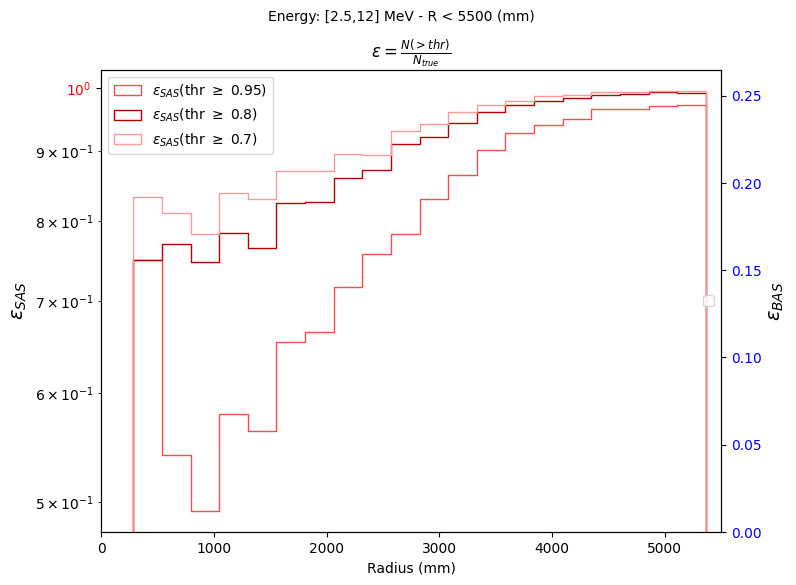 Energy: [2.5,12] MeV - R < 5500 (mm)
ε = N(>thr) / N_true
ε_SAS(thr ≥ 0.95)
ε_SAS(thr ≥ 0.8)
ε_SAS(thr ≥ 0.7)
10⁰
9 × 10⁻¹
8 × 10⁻¹
7 × 10⁻¹
6 × 10⁻¹
5 × 10⁻¹
ε_SAS
0.25
0.20
0.15
0.10
0.05
0.00
ε_BAS
0 1000 2000 3000 4000 5000
Radius (mm)